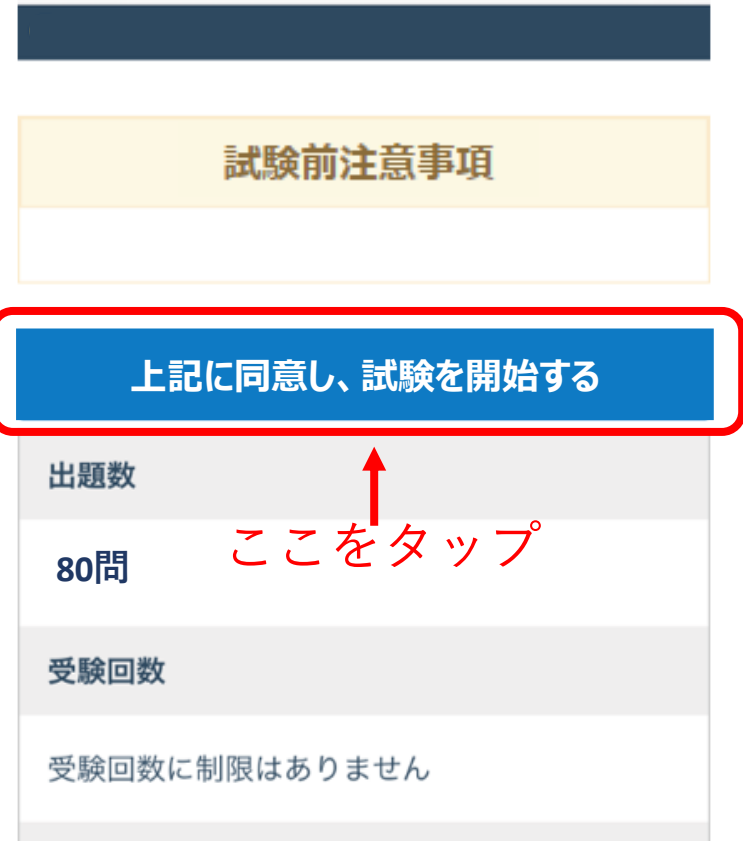 試験前注意事項
上記に同意し、試験を開始する
出題数
ここをタップ
80問
受験回数
受験回数に制限はありません